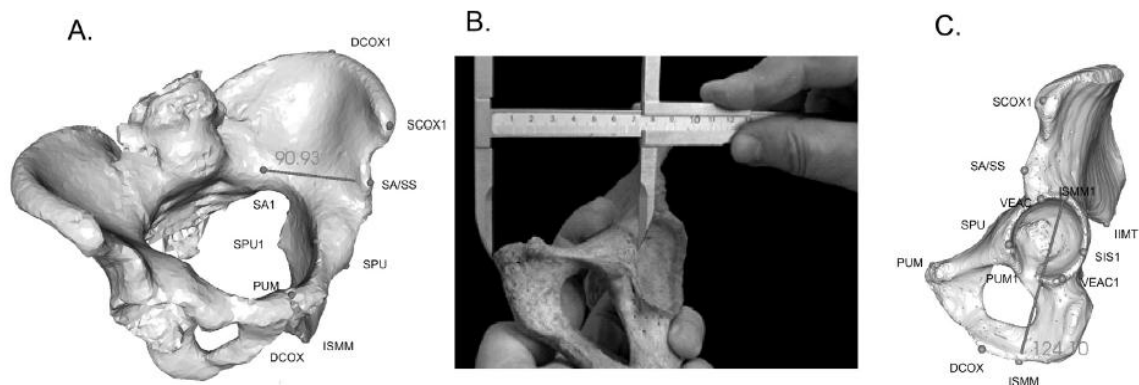 A.
DCOX1
SCOX1
90.93
SA/SS
SA1
SPU1
SPU
PUM
ISMM
DCOX
B.
1 2 3 4 5 6 7 8 9 10 11 12
C.
SCOX1
SA/SS
ISMM1
VEAC
SPU
IIMT
SIS1
PUM
PUM1
VEAC1
124.10
DCOX
ISMM